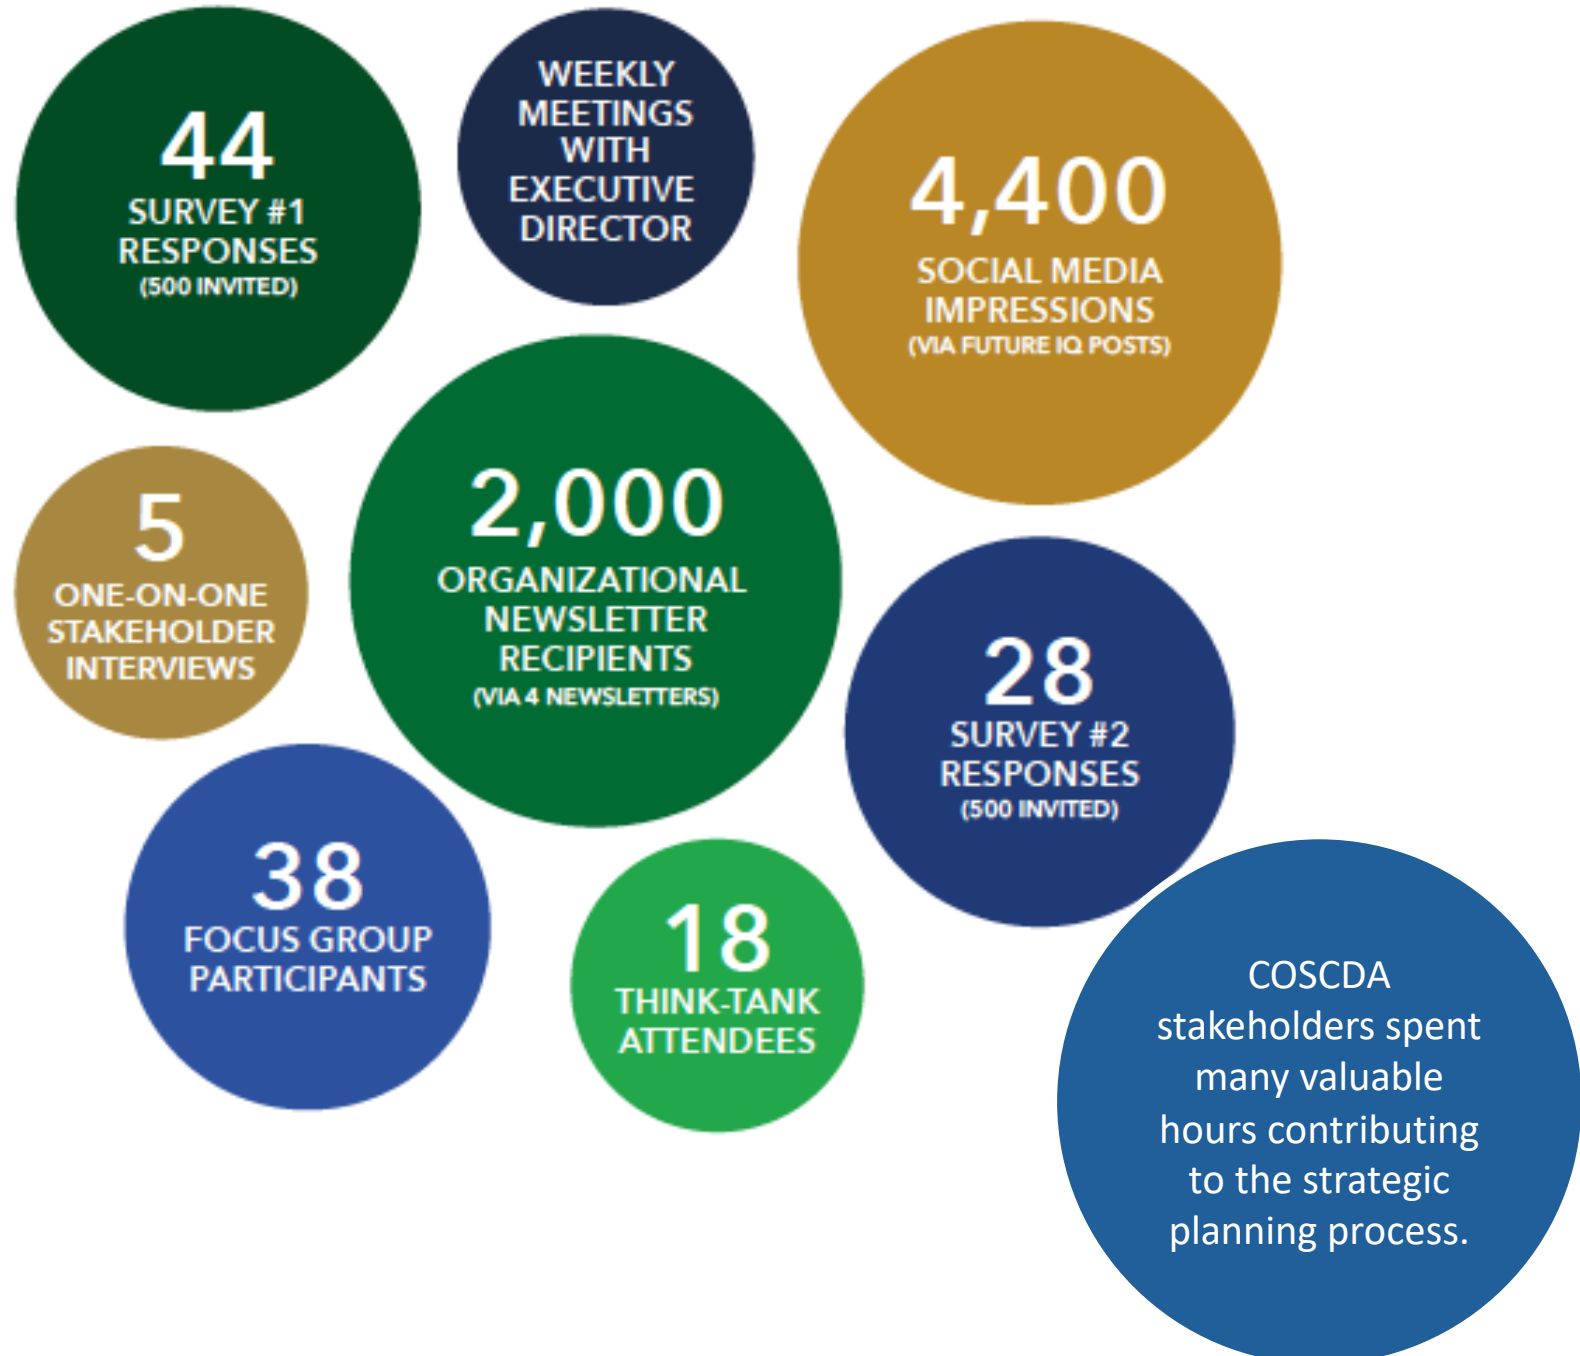 44
SURVEY #1
RESPONSES
(500 INVITED)
WEEKLY
MEETINGS
WITH
EXECUTIVE
DIRECTOR
4,400
SOCIAL MEDIA
IMPRESSIONS
(VIA FUTURE IQ POSTS)
5
ONE-ON-ONE
STAKEHOLDER
INTERVIEWS
2,000
ORGANIZATIONAL
NEWSLETTER
RECIPIENTS
(VIA 4 NEWSLETTERS)
28
SURVEY #2
RESPONSES
(500 INVITED)
38
FOCUS GROUP
PARTICIPANTS
18
THINK-TANK
ATTENDEES
COSCDA
stakeholders spent
many valuable
hours contributing
to the strategic
planning process.